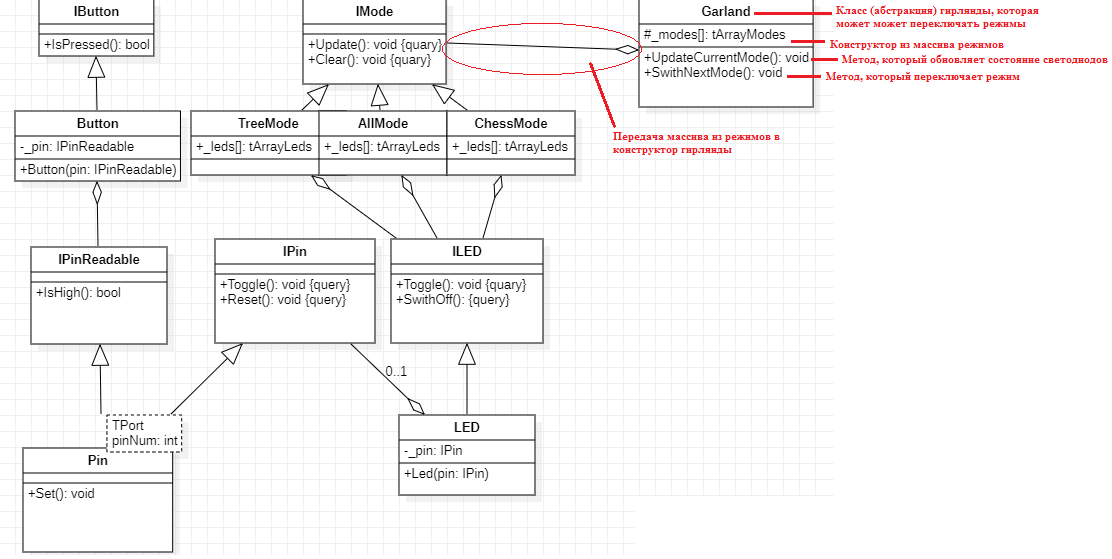 IButton
+IsPressed(): bool
IMode
+Update(): void {quary}
+Clear(): void {quary}
Garland
#_modes[]: tArrayModes
+UpdateCurrentMode(): void
+SwithNextMode(): void
Класс (абстракция) гирлянды, которая
может может переключать режимы
Конструктор из массива режимов
Метод, который обновляет состояние светодиодов
Метод, который переключает режим
Передача массива из режимов в
конструктор гирлянды
Button
-_pin: IPinReadable
+Button(pin: IPinReadable)
TreeMode
+_leds[]: tArrayLeds
AllMode
+_leds[]: tArrayLeds
ChessMode
+_leds[]: tArrayLeds
IPinReadable
+IsHigh(): bool
IPin
+Toggle(): void {query}
+Reset(): void {query}
ILED
+Toggle(): void {quary}
+SwithOff(): {query}
0..1
TPort
pinNum: int
Pin
+Set(): void
LED
-_pin: IPin
+Led(pin: IPin)